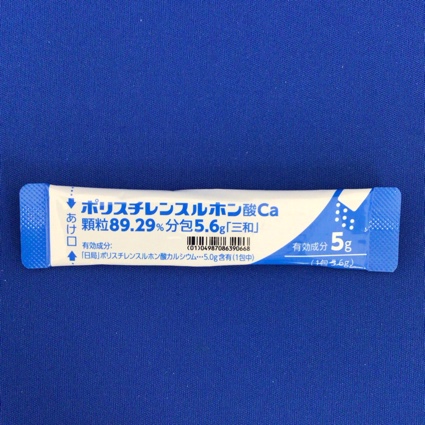 あけ口
ポリスチレンスルホン酸Ca
顆粒89.29%分包5.6g「三和」
(01)04987086390668
有効成分:
「日局」ポリスチレンスルホン酸カルシウム…5.0g含有(1包中)
有効成分 5g
(1包 5.6g)